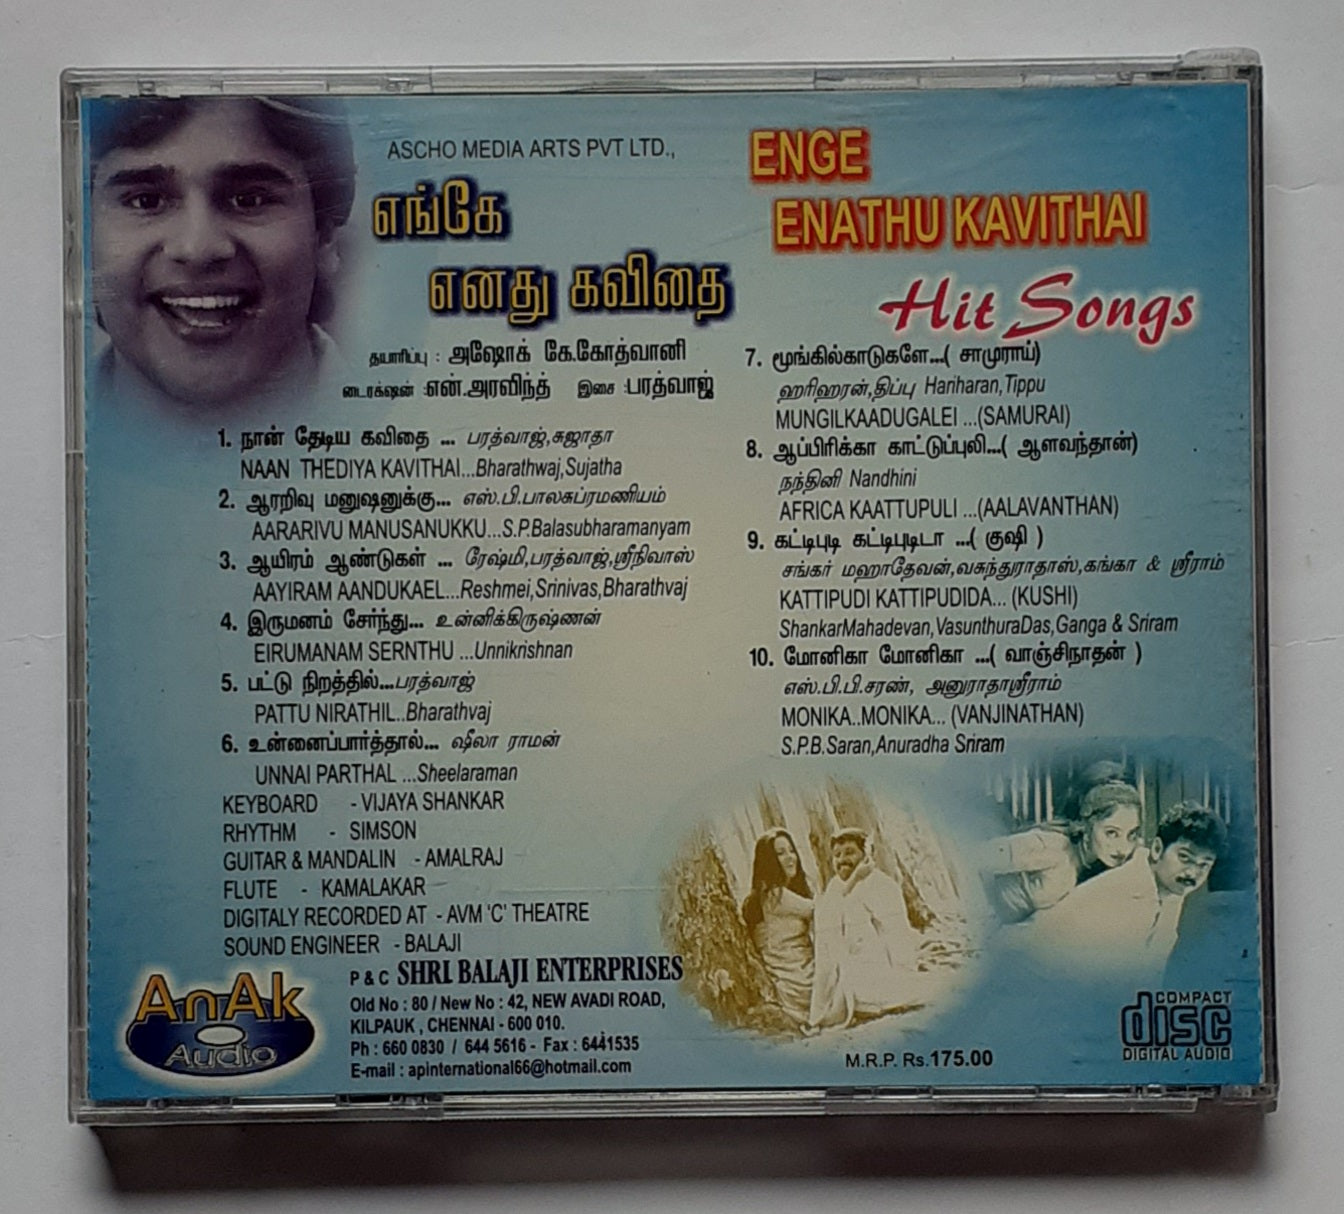 ASCHO MEDIA ARTS PVT LTD.,
எங்கே
எனது கவிதை
தயாரிப்பு : அஷோக் கே.கோத்வானி
டைரக்ஷன் :என்.அரவிந்த் இசை :பரத்வாஜ்
1. நான் தேடிய கவிதை ... பரத்வாஜ்,சுஜாதா
NAAN THEDIYA KAVITHAI...Bharathwaj,Sujatha
2. ஆரறிவு மனுஷனுக்கு... எஸ்.பி.பாலசுப்ரமணியம்
AARARIVU MANUSANUKKU...S.P.Balasubharamanyam
3. ஆயிரம் ஆண்டுகள் ... ரேஷ்மி,பரத்வாஜ்,ஸ்ரீநிவாஸ்
AAYIRAM AANDUKAEL...Reshmei,Srinivas,Bharathvaj
4. இருமனம் சேர்ந்து... உன்னிக்கிருஷ்ணன்
EIRUMANAM SERNTHU ...Unnikrishnan
5. பட்டு நிறத்தில்...பரத்வாஜ்
PATTU NIRATHIL..Bharathvaj
6. உன்னைப்பார்த்தால்... ஷீலா ராமன்
UNNAI PARTHAL ...Sheelaraman
KEYBOARD - VIJAYA SHANKAR
RHYTHM - SIMSON
GUITAR & MANDALIN - AMALRAJ
FLUTE - KAMALAKAR
DIGITALY RECORDED AT - AVM 'C' THEATRE
SOUND ENGINEER - BALAJI
ENGE
ENATHU KAVITHAI
Hit Songs
7. மூங்கில்காடுகளே...( சாமுராய்)
ஹரிஹரன்,திப்பு Hariharan,Tippu
MUNGILKAADUGALEI ...(SAMURAI)
8. ஆப்பிரிக்கா காட்டுப்புலி...( ஆளவந்தான்)
நந்தினி Nandhini
AFRICA KAATTUPULI ...(AALAVANTHAN)
9. கட்டிபுடி கட்டிபுடிடா ...( குஷி )
சங்கர் மஹாதேவன்,வசுந்துராதாஸ்,கங்கா & ஸ்ரீராம்
KATTIPUDI KATTIPUDIDA... (KUSHI)
ShankarMahadevan,VasunthuraDas,Ganga & Sriram
10. மோனிகா மோனிகா ...( வாஞ்சிநாதன் )
எஸ்.பி.பி.சரண், அனுராதாஸ்ரீராம்
MONIKA..MONIKA... (VANJINATHAN)
S.P.B.Saran,Anuradha Sriram
AnAk
Audio
P & C SHRI BALAJI ENTERPRISES
Old No : 80 / New No : 42, NEW AVADI ROAD,
KILPAUK , CHENNAI - 600 010.
Ph : 660 0830 / 644 5616 - Fax : 6441535
E-mail : apinternational66@hotmail.com
M.R.P. Rs.175.00
COMPACT
disc
DIGITAL AUDIO